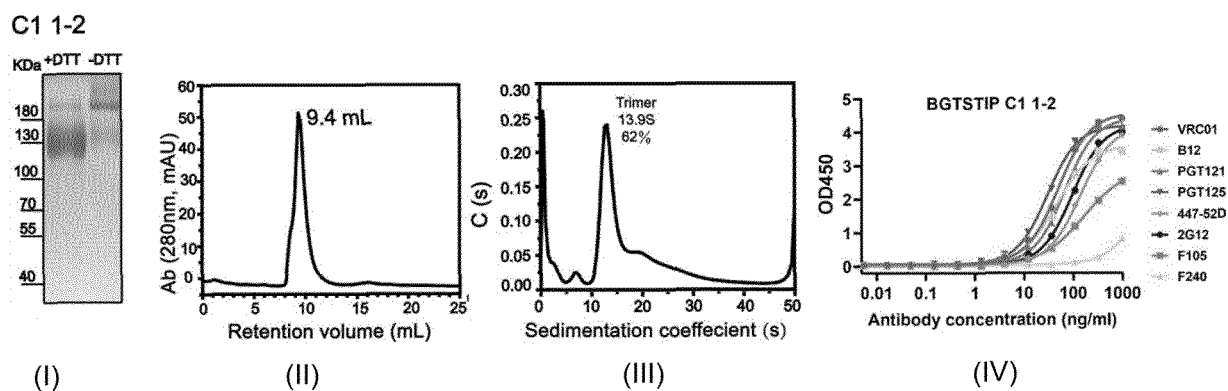 C1 1-2
KDa +DTT -DTT
180
130
100
70
55
40
(I)
Ab (280nm, mAU)
60
50
40
30
20
10
0
9.4 mL
0 5 10 15 20 25
Retention volume (mL)
(II)
C (s)
0.30
0.25
0.20
0.15
0.10
0.05
0.00
Trimer
13.9S
62%
0 10 20 30 40 50
Sedimentation coeffecient (s)
(III)
BGTSTIP C1 1-2
OD450
5
4
3
2
1
0
0.01 0.1 1 10 100 1000
Antibody concentration (ng/ml)
VRC01
B12
PGT121
PGT125
447-52D
2G12
F105
F240
(IV)